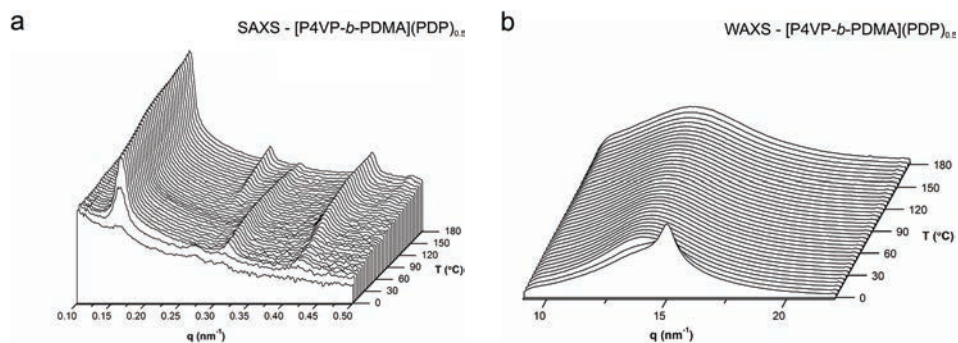 a
SAXS - [P4VP-b-PDMA](PDP)0.5
180
150
120
90
60
30
0
T (°C)
0.10 0.15 0.20 0.25 0.30 0.35 0.40 0.45 0.50
q (nm-1)
b
WAXS - [P4VP-b-PDMA](PDP)0.5
180
150
120
90
60
30
0
T (°C)
10 15 20
q (nm-1)